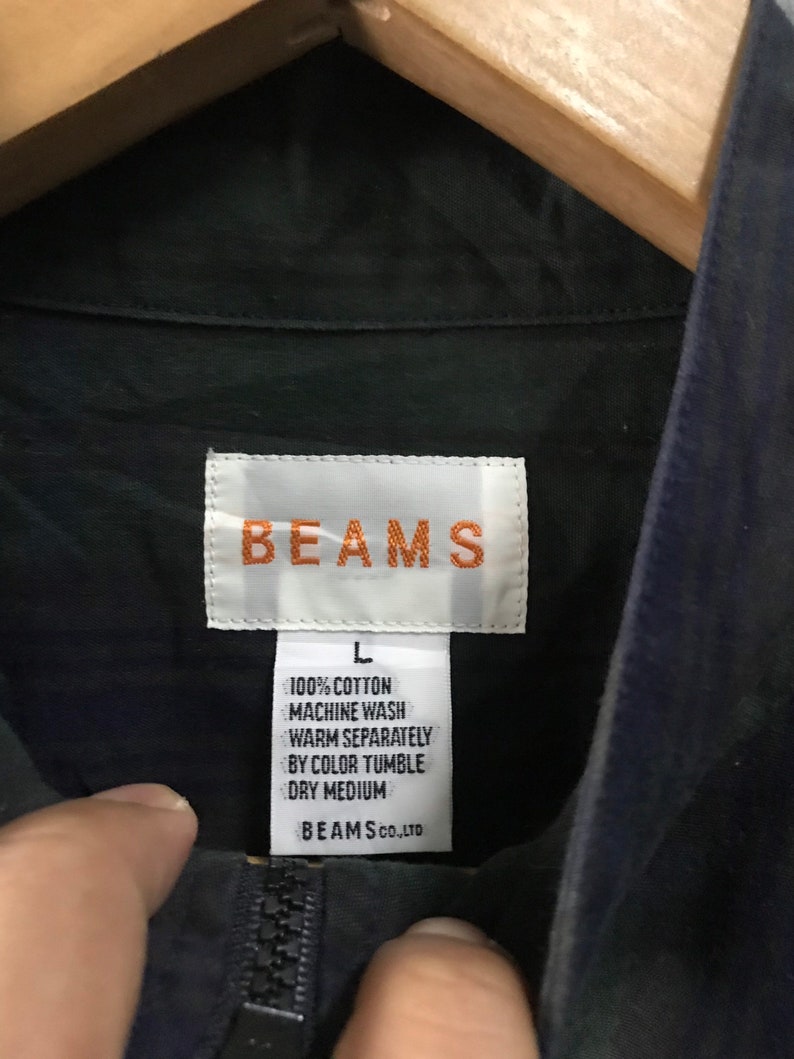 BEAMS
L
100% COTTON
MACHINE WASH
WARM SEPARATELY
BY COLOR TUMBLE
DRY MEDIUM
BEAMS CO.,LTD